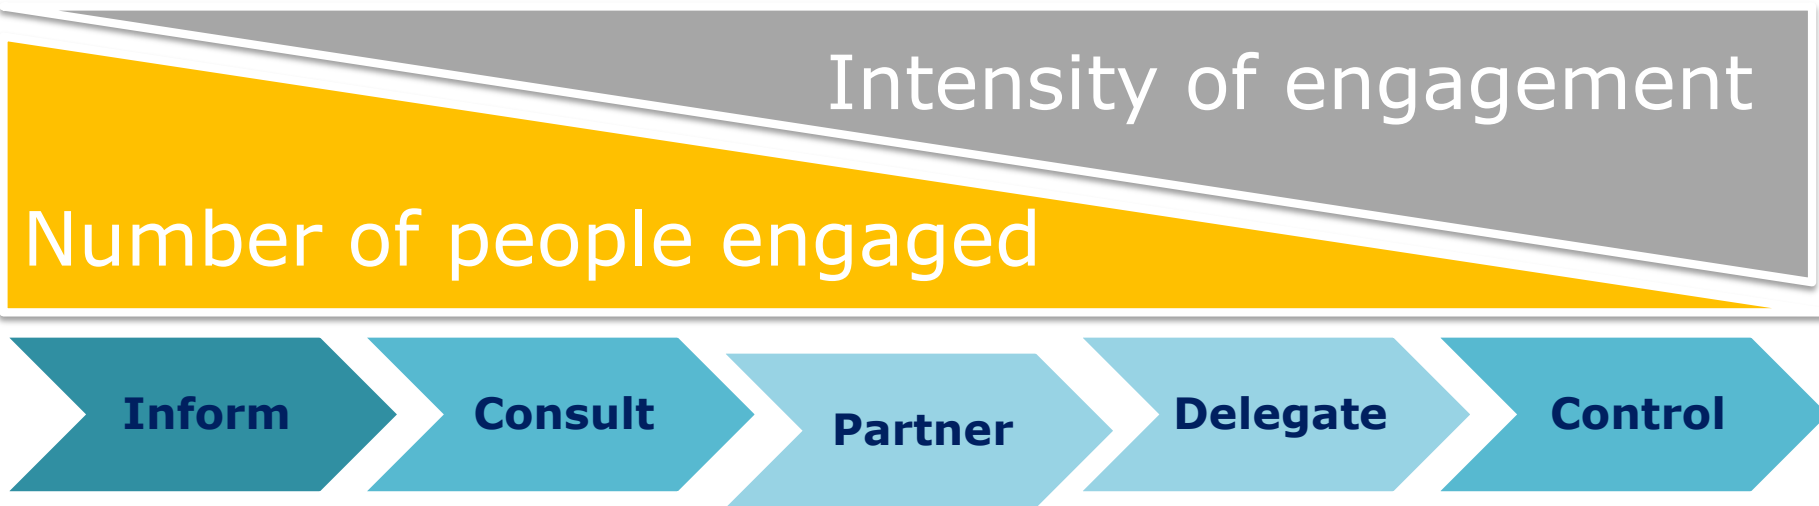 Intensity of engagement
Number of people engaged
Inform
Consult
Partner
Delegate
Control